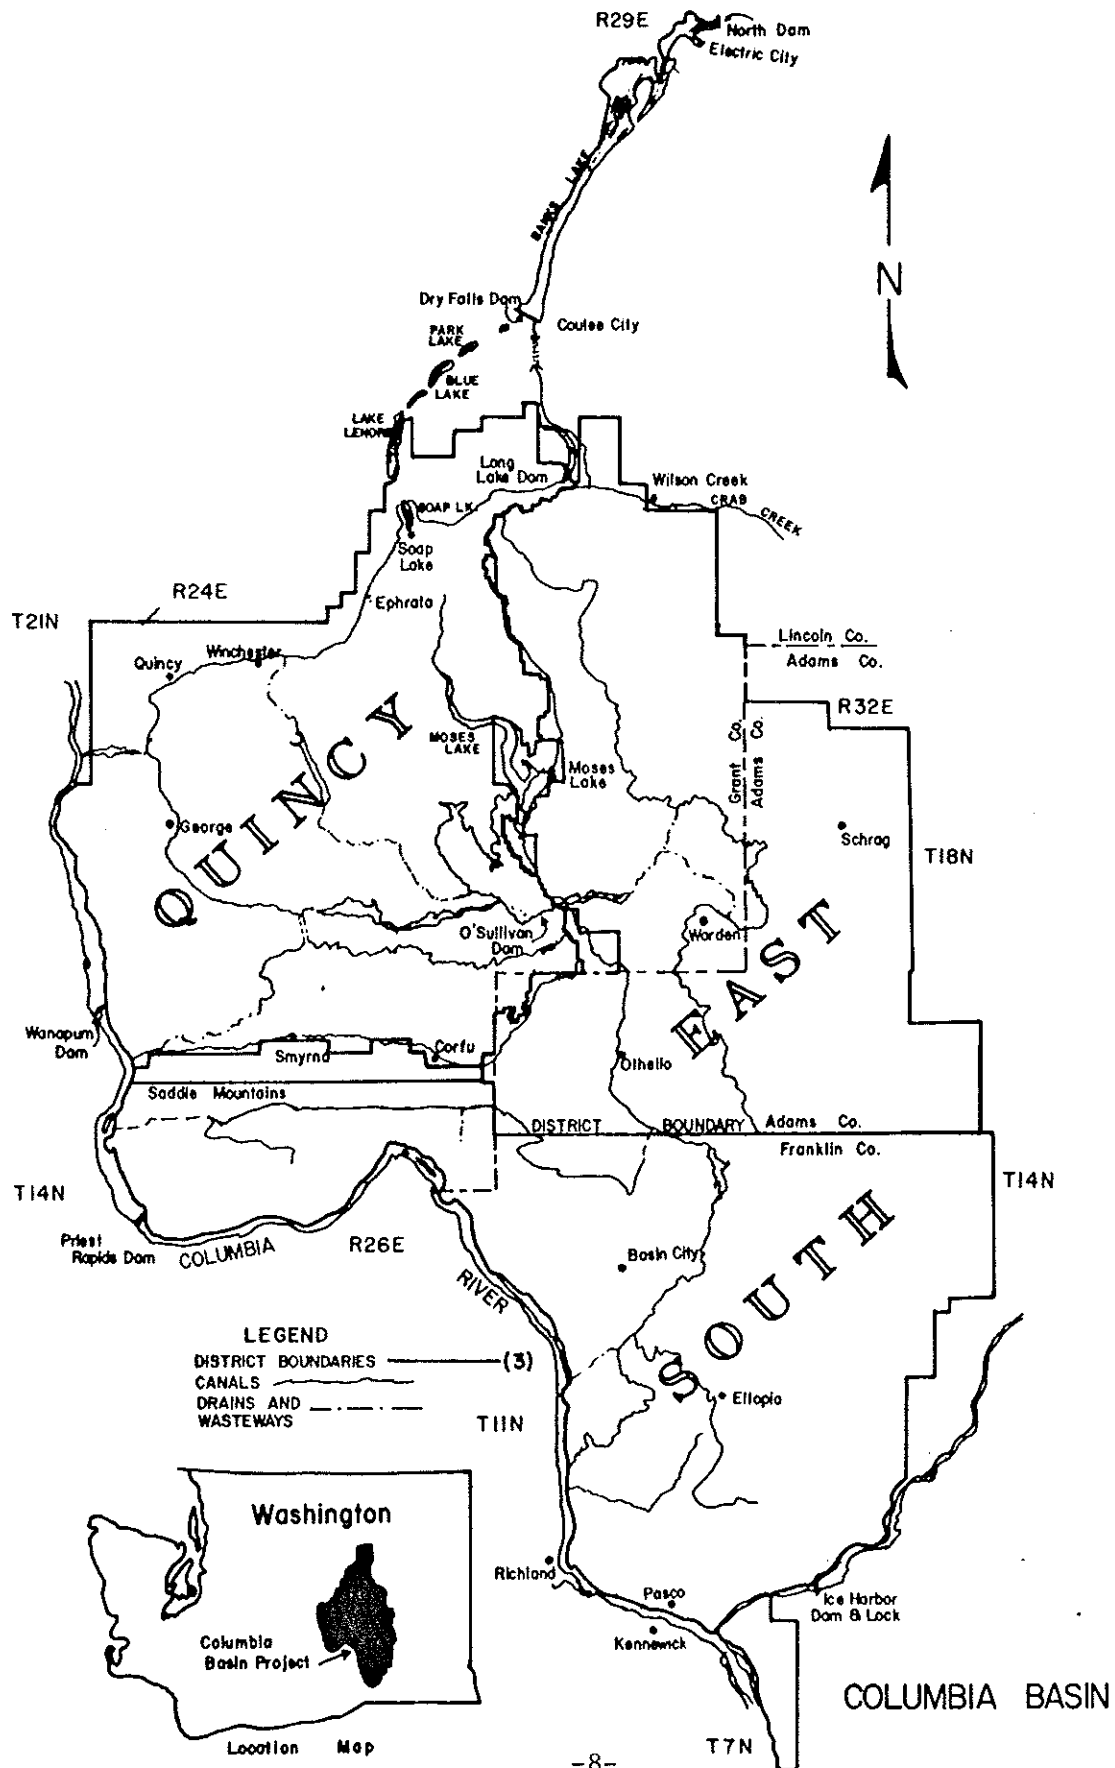 R29E
North Dam
Electric City
BANKS LAKE
Dry Falls Dam
Coulee City
PARK
LAKE
BLUE
LAKE
LAKE
LENORE
Long
Lake Dam
Wilson Creek
CRAB
CREEK
SOAP LK.
Soap
Lake
R24E
Ephrata
T21N
Lincoln Co.
Adams Co.
Winchester
Quincy
R32E
QUINCY
MOSES
LAKE
Moses
Lake
Grant Co.
Adams Co.
George
Schrag
T18N
O'Sullivan
Dam
Warden
EAST
Wanapum
Dam
Smyrna
Corfu
Othello
Saddle Mountains
DISTRICT BOUNDARY
Adams Co.
Franklin Co.
T14N
T14N
Priest
Rapids Dam
COLUMBIA
R26E
RIVER
Basin City
SOUTH
LEGEND
DISTRICT BOUNDARIES (3)
CANALS
DRAINS AND
WASTEWAYS
T11N
Eltopia
Washington
Richland
Pasco
Ice Harbor
Dam & Lock
Kennewick
Columbia
Basin Project
COLUMBIA BASIN
Location Map
T7N
-8-